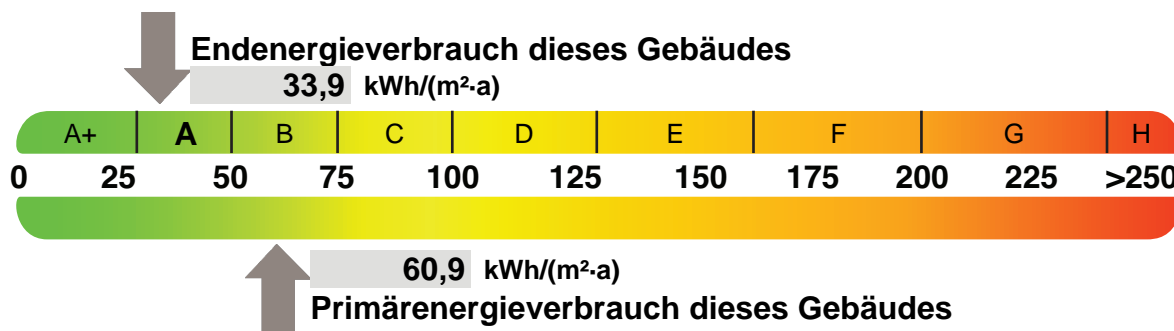 Endenergieverbrauch dieses Gebäudes
33,9 kWh/(m²·a)
A+ A B C D E F G H
0 25 50 75 100 125 150 175 200 225 >250
60,9 kWh/(m²·a)
Primärenergieverbrauch dieses Gebäudes